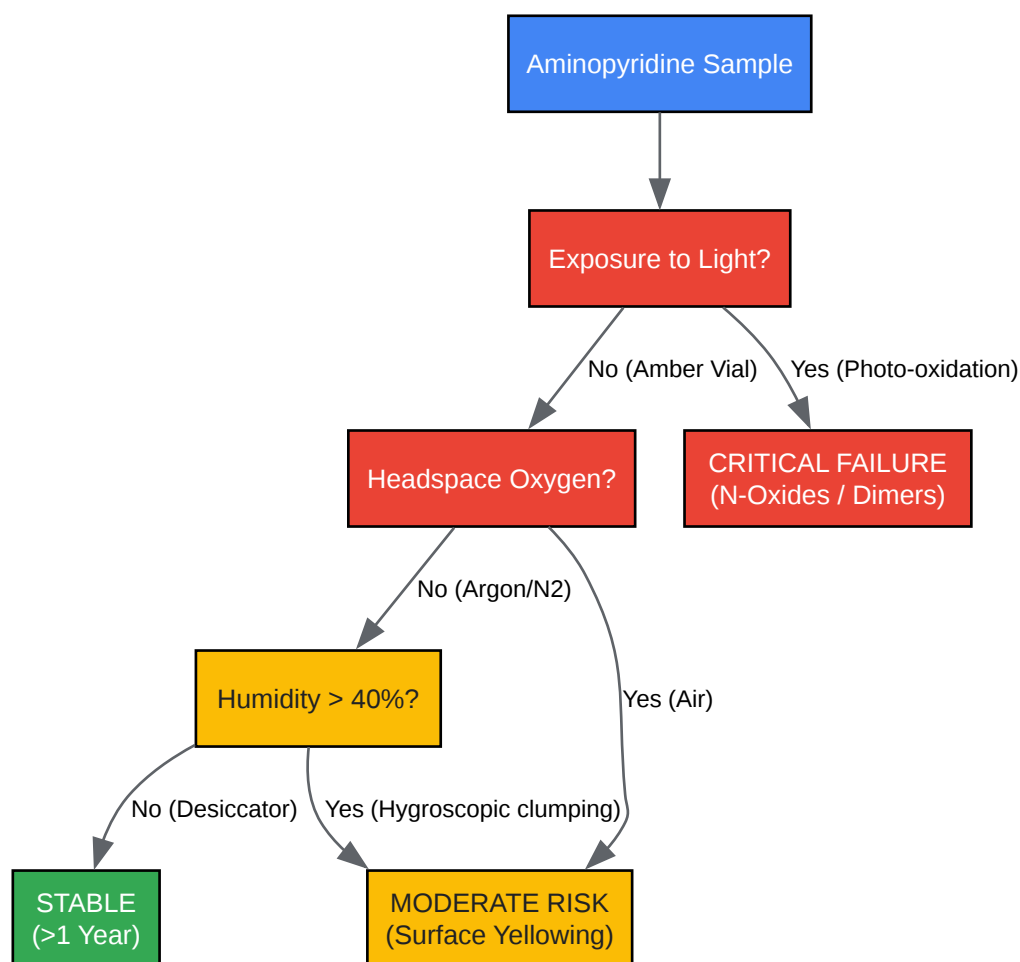 Aminopyridine Sample
Exposure to Light?
No (Amber Vial)
Yes (Photo-oxidation)
Headspace Oxygen?
CRITICAL FAILURE
(N-Oxides / Dimers)
No (Argon/N2)
Humidity > 40%?
Yes (Air)
No (Desiccator)
Yes (Hygroscopic clumping)
STABLE
(>1 Year)
MODERATE RISK
(Surface Yellowing)